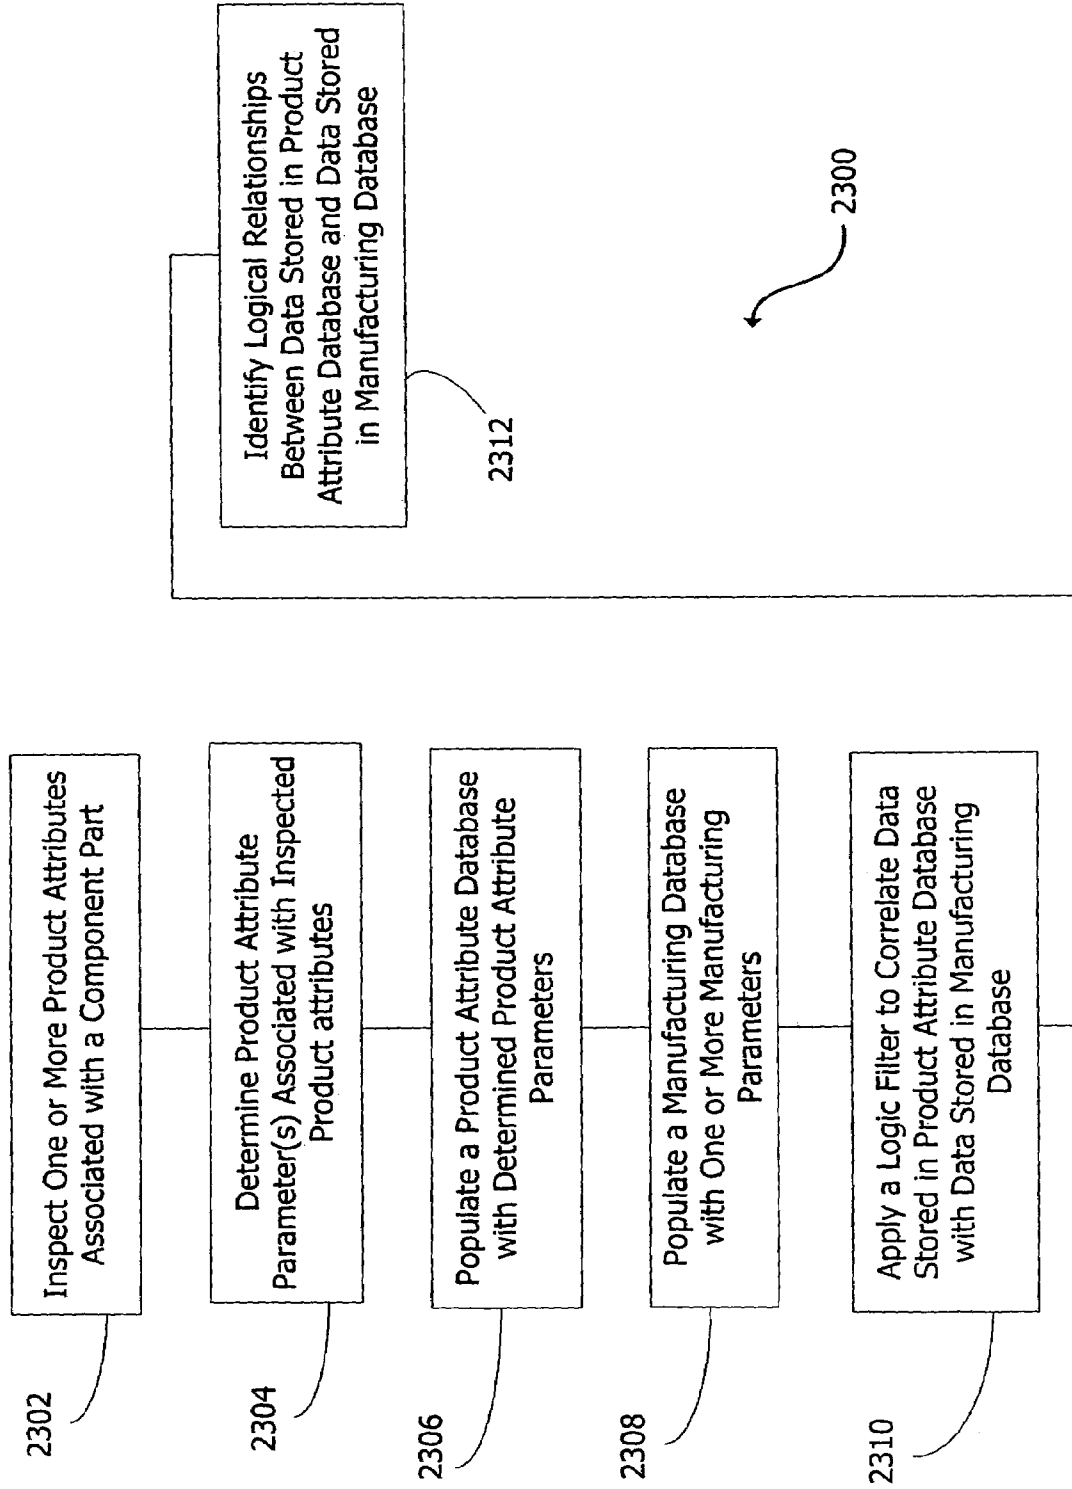 2302
Inspect One or More Product Attributes
Associated with a Component Part
2304
Determine Product Attribute
Parameter(s) Associated with Inspected
Product attributes
2306
Populate a Product Attribute Database
with Determined Product Attribute
Parameters
2308
Populate a Manufacturing Database
with One or More Manufacturing
Parameters
2310
Apply a Logic Filter to Correlate Data
Stored in Product Attribute Database
with Data Stored in Manufacturing
Database
Identify Logical Relationships
Between Data Stored in Product
Attribute Database and Data Stored
in Manufacturing Database
2312
2300